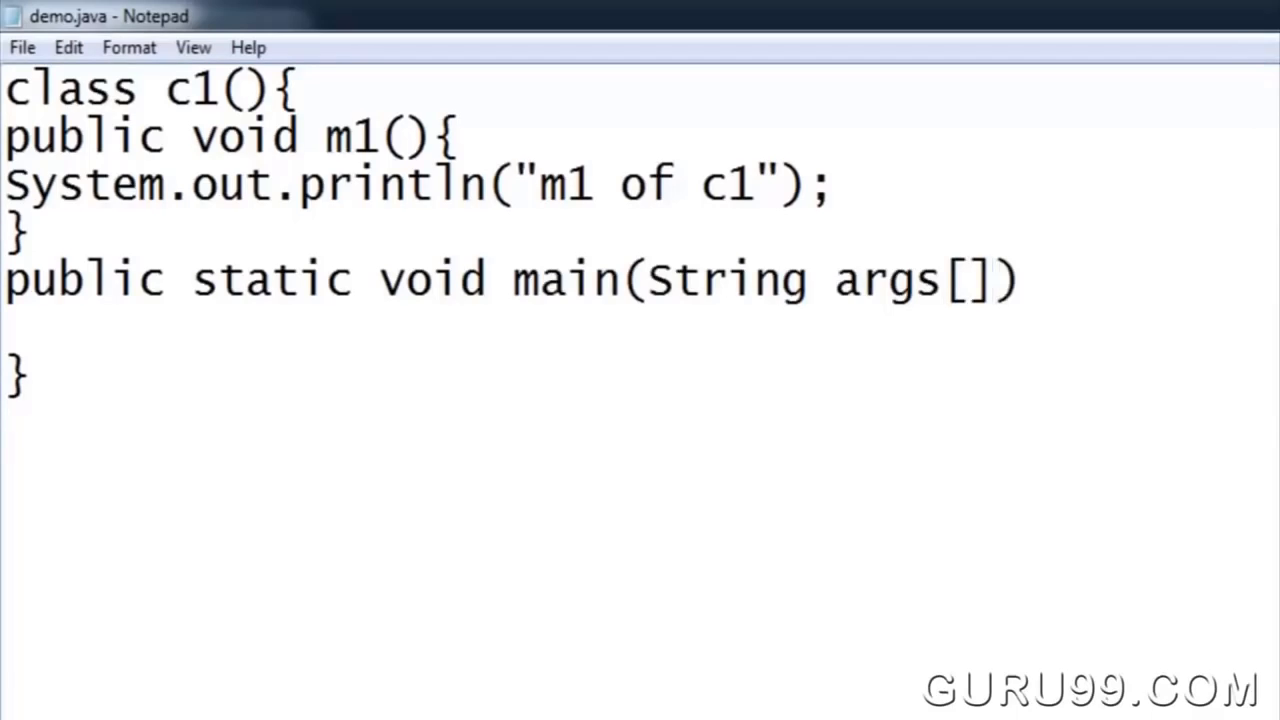 demo.java - Notepad
File Edit Format View Help
class c1(){
public void m1(){
System.out.println("m1 of c1");
}
public static void main(String args[])
}
GURU99.COM